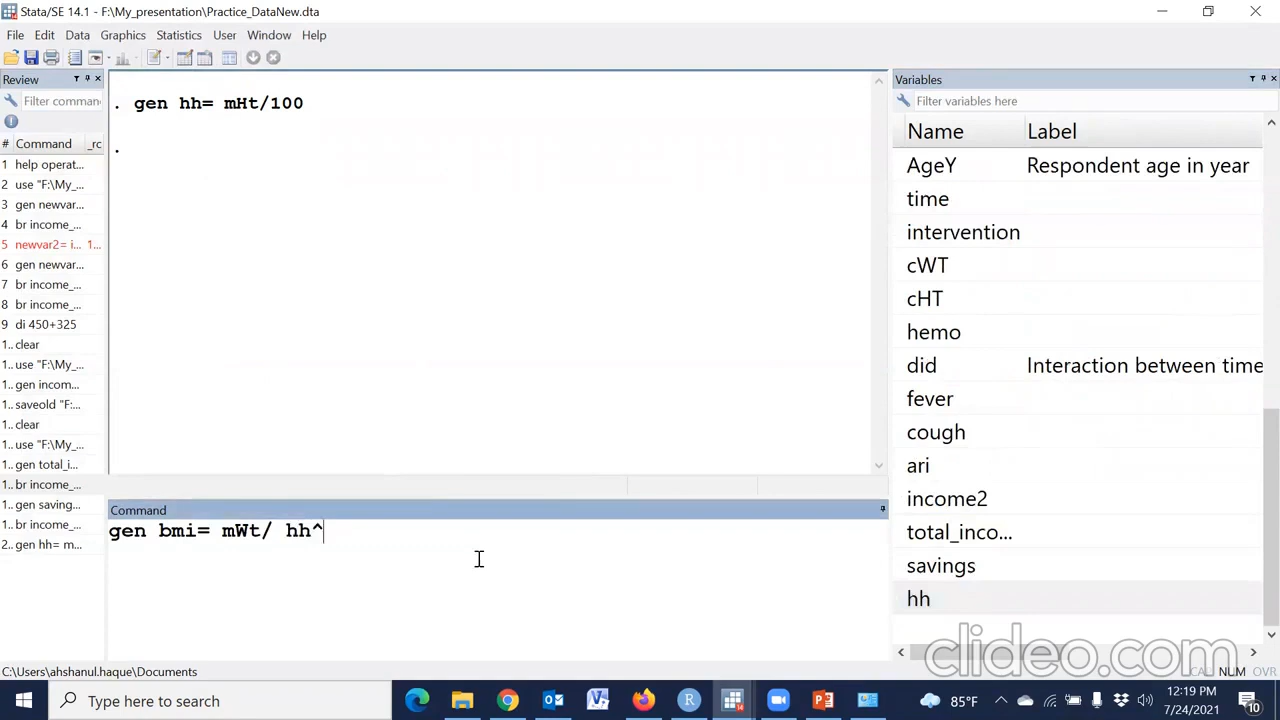 Stata/SE 14.1 - F:\My_presentation\Practice_DataNew.dta
File Edit Data Graphics Statistics User Window Help
Review
Filter commanc
# Command _rc
1 help operat...
2 use "F:\My_...
3 gen newvar...
4 br income_...
5 newvar2= i... 1...
6 gen newvar...
7 br income_...
8 br income_...
9 di 450+325
1.. clear
1.. use "F:\My_...
1.. gen incom...
1.. saveold "F:...
1.. clear
1.. use "F:\My_...
1.. gen total_i...
1.. br income_...
1.. gen saving...
1.. br income_...
2.. gen hh= m...
. gen hh= mHt/100
.
Command
gen bmi= mWt/ hh^
Variables
Filter variables here
Name Label
AgeY Respondent age in year
time
intervention
cWT
cHT
hemo
did Interaction between time
fever
cough
ari
income2
total_inco...
savings
hh
clideo.com
C:\Users\ahshanul.haque\Documents
CAP NUM OVR
Type here to search
85°F
12:19 PM
7/24/2021
10